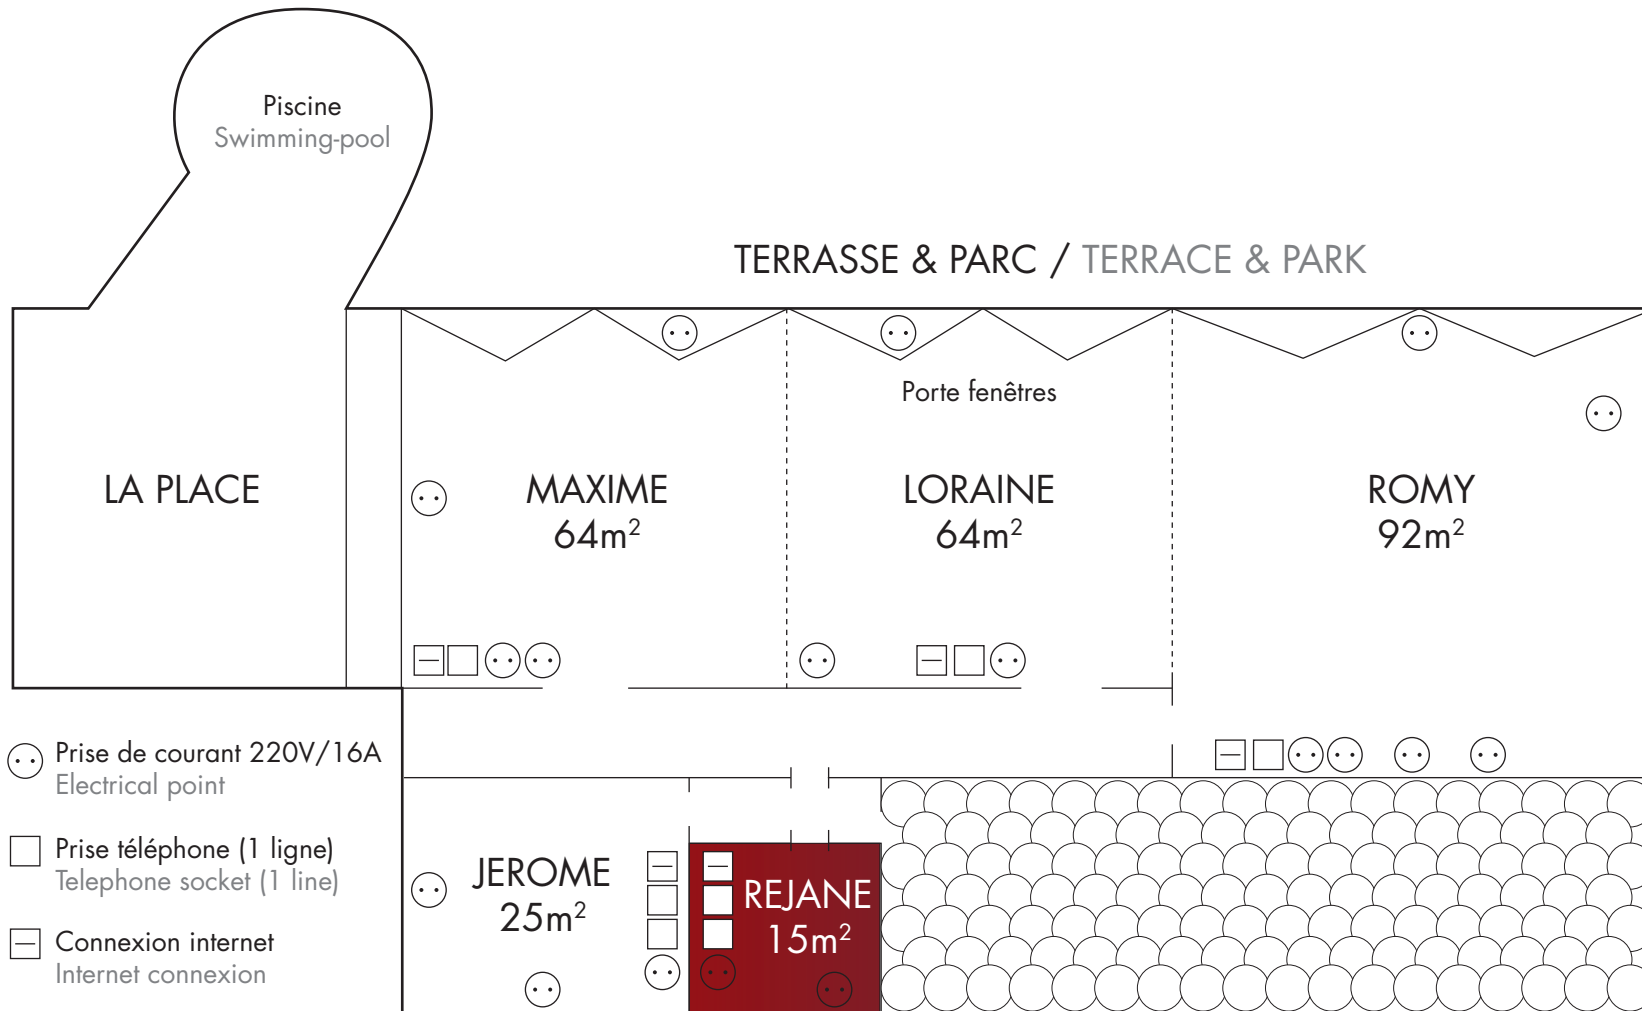 Piscine
Swimming-pool
TERRASSE & PARC / TERRACE & PARK
Porte fenêtres
LA PLACE
MAXIME
64m²
LORAINE
64m²
ROMY
92m²
Prise de courant 220V/16A
Electrical point
Prise téléphone (1 ligne)
Telephone socket (1 line)
Connexion internet
Internet connexion
JEROME
25m²
REJANE
15m²